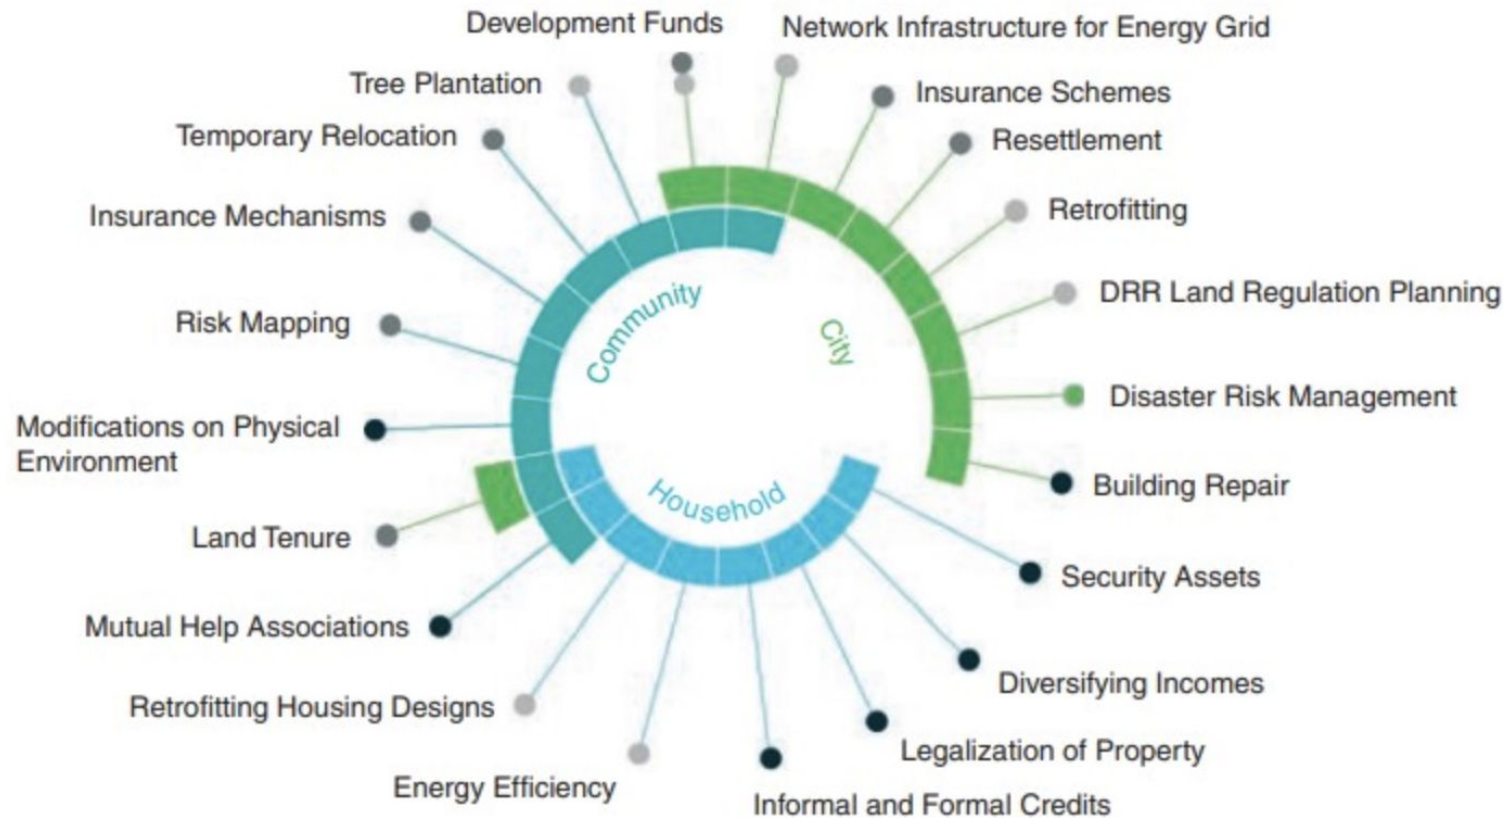 Development Funds
Network Infrastructure for Energy Grid
Tree Plantation
Insurance Schemes
Temporary Relocation
Resettlement
Insurance Mechanisms
Retrofitting
Risk Mapping
DRR Land Regulation Planning
Community
City
Modifications on Physical
Environment
Disaster Risk Management
Household
Building Repair
Land Tenure
Security Assets
Mutual Help Associations
Diversifying Incomes
Retrofitting Housing Designs
Legalization of Property
Energy Efficiency
Informal and Formal Credits